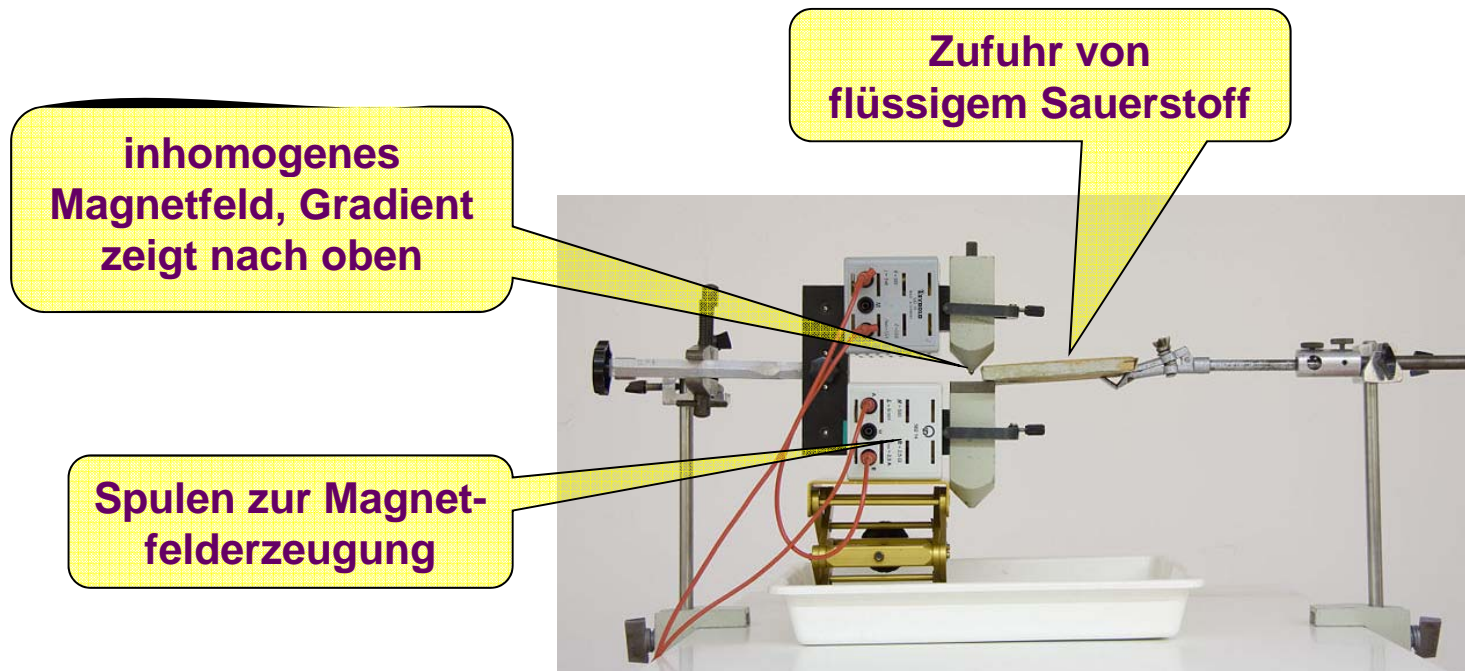 Zufuhr von
flüssigem Sauerstoff
inhomogenes
Magnetfeld, Gradient
zeigt nach oben
Spulen zur Magnet-
felderzeugung